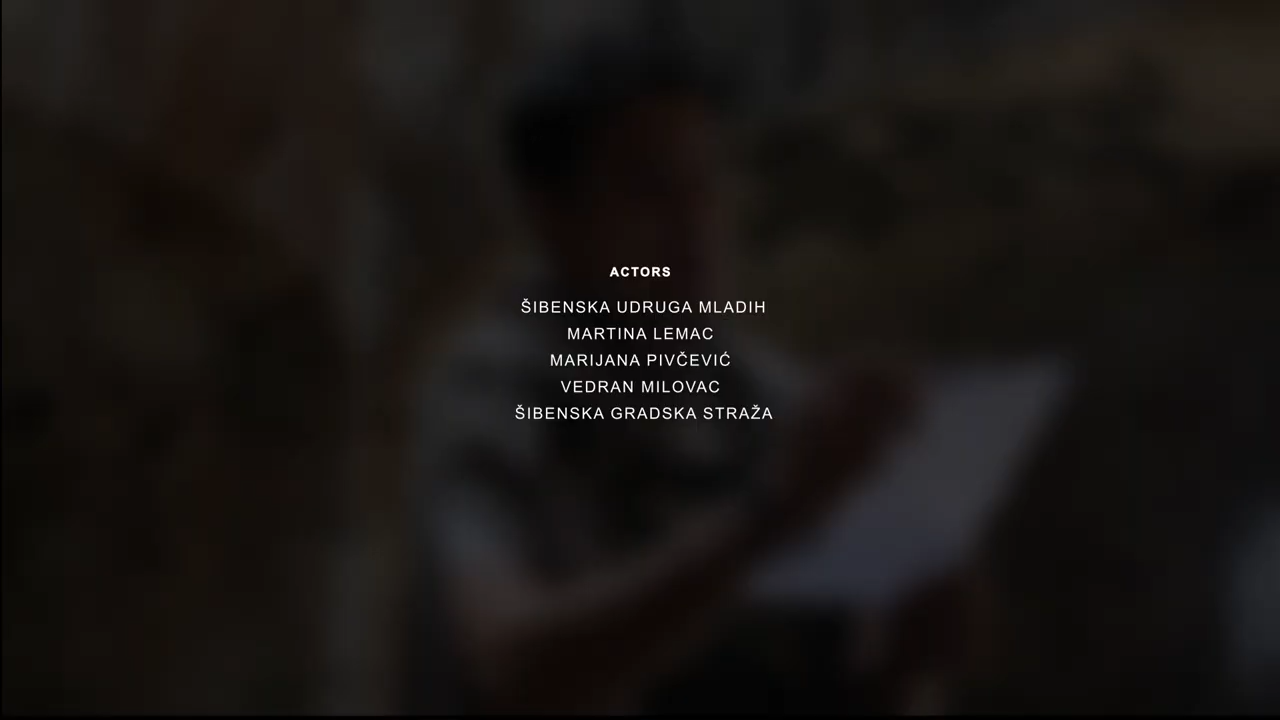 ACTORS
ŠIBENSKA UDRUGA MLADIH
MARTINA LEMAC
MARIJANA PIVČEVIĆ
VEDRAN MILOVAC
ŠIBENSKA GRADSKA STRAŽA